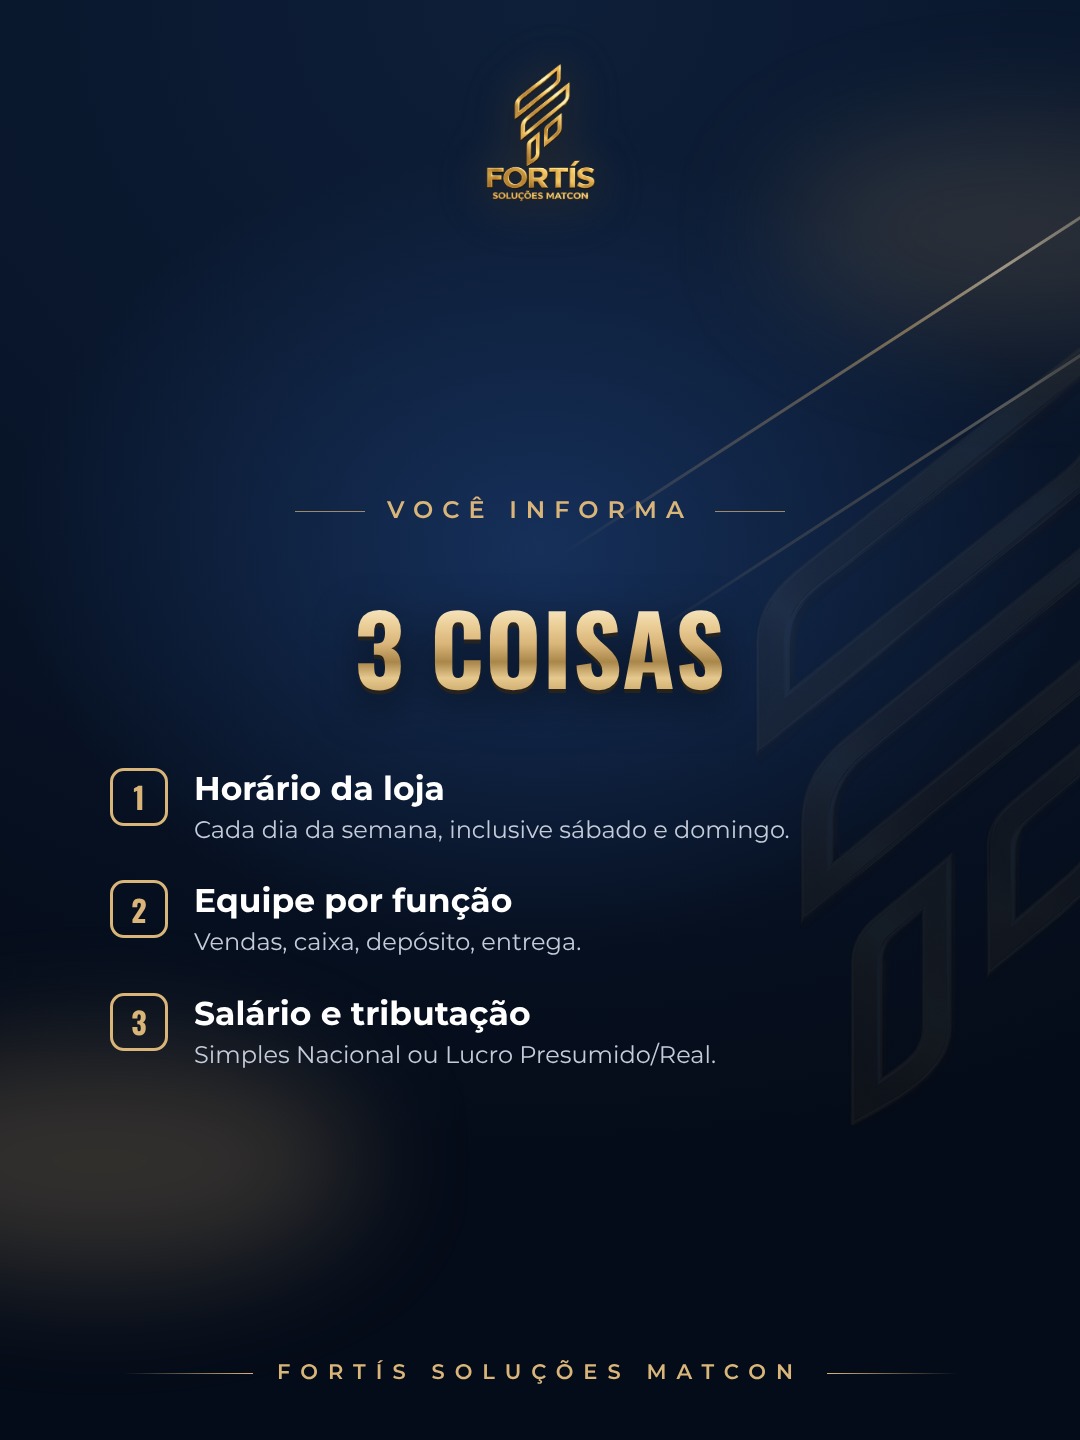 FORTÍS
SOLUÇÕES MATCON
VOCÊ INFORMA
3 COISAS
1
Horário da loja
Cada dia da semana, inclusive sábado e domingo.
2
Equipe por função
Vendas, caixa, depósito, entrega.
3
Salário e tributação
Simples Nacional ou Lucro Presumido/Real.
FORTÍS SOLUÇÕES MATCON